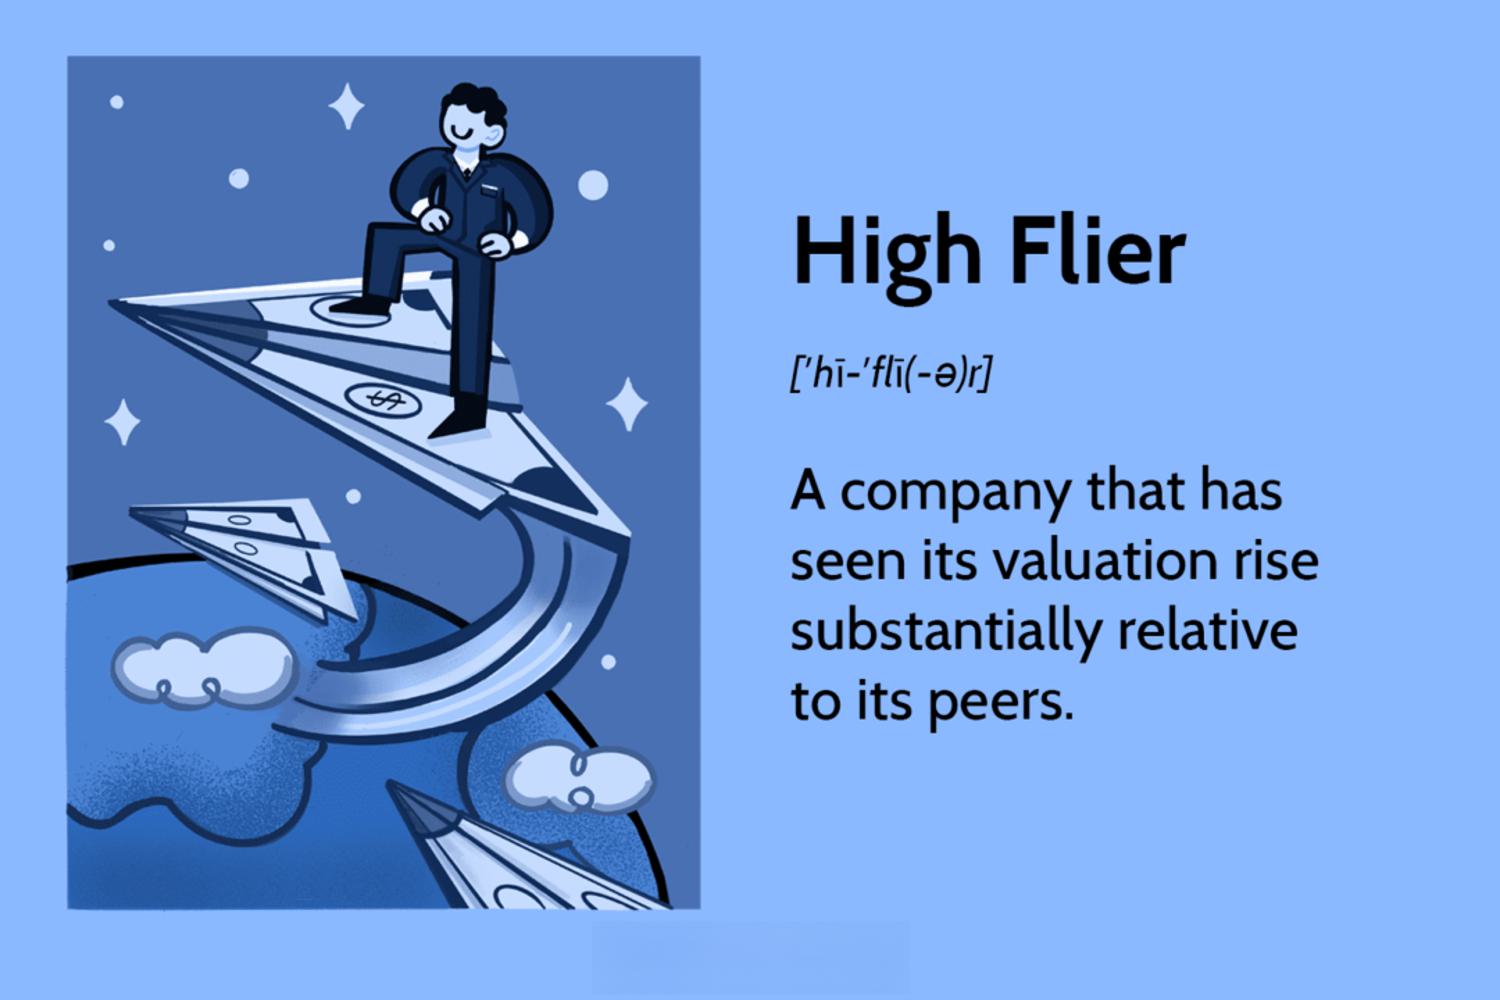 $
High Flier
['hī-'flī(-ə)r]
A company that has
seen its valuation rise
substantially relative
to its peers.